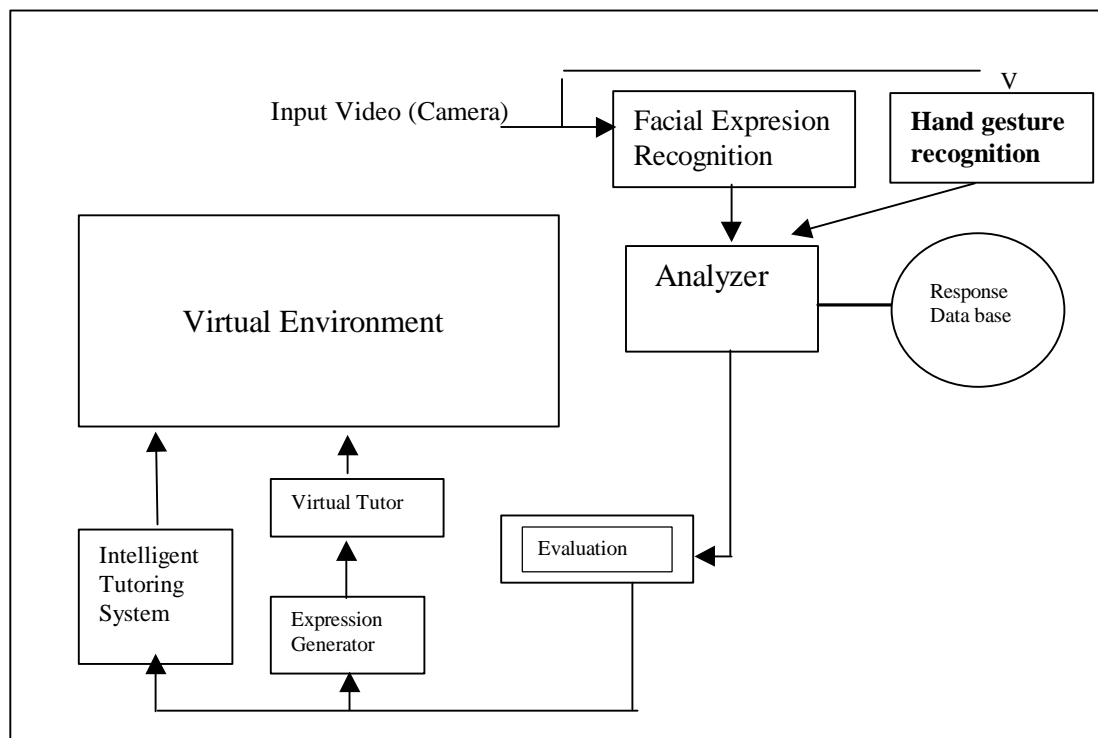 V
Input Video (Camera)
Facial Expresion
Recognition
Hand gesture
recognition
Analyzer
Response
Data base
Virtual Environment
Virtual Tutor
Evaluation
Intelligent
Tutoring
System
Expression
Generator